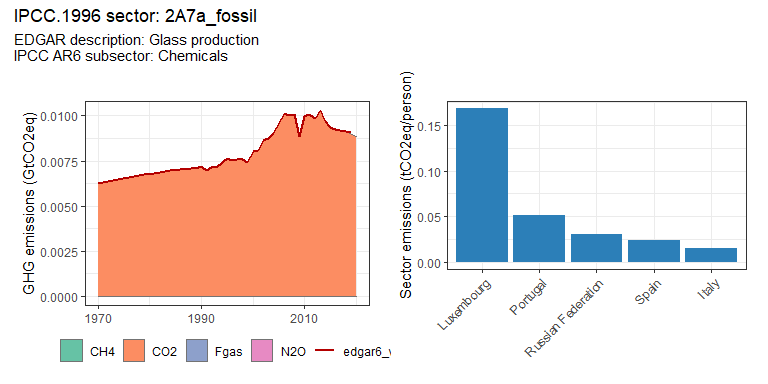 IPCC.1996 sector: 2A7a_fossil
EDGAR description: Glass production
IPCC AR6 subsector: Chemicals
GHG emissions (GtCO2eq)
0.0100
0.0075
0.0050
0.0025
0.0000
1970
1990
2010
CH4
CO2
Fgas
N2O
edgar6_v
Sector emissions (tCO2eq/person)
0.15
0.10
0.05
0.00
Luxembourg
Portugal
Russian Federation
Spain
Italy